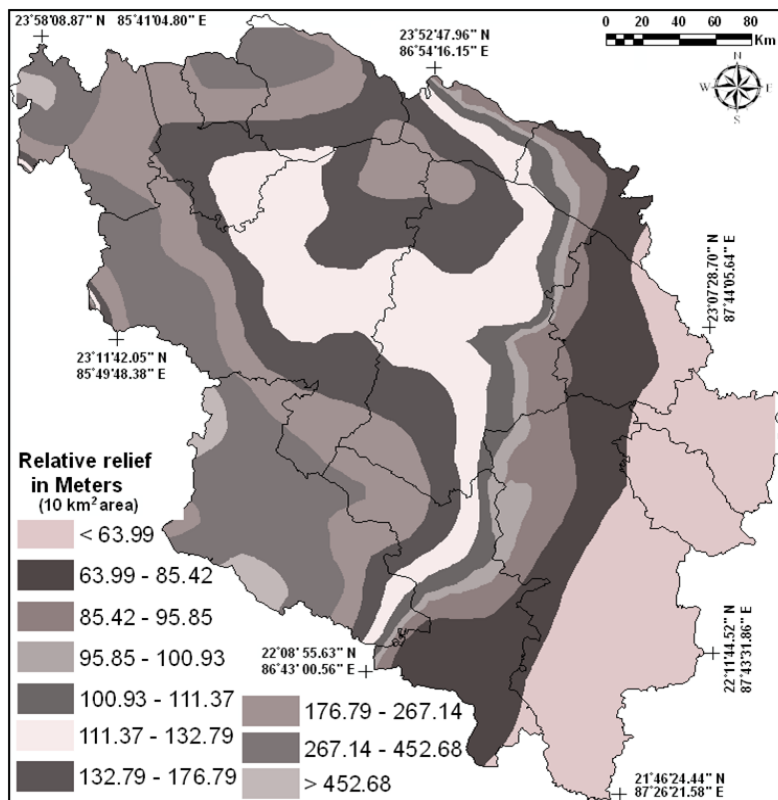 23°58'08.87" N 85°41'04.80" E
23°52'47.96" N
86°54'16.15" E
0 20 40 60 80
Km
N
W E
S
23°07'28.70" N
87°44'05.64" E
23°11'42.05" N
85°49'48.38" E
Relative relief
in Meters
(10 km² area)
< 63.99
63.99 - 85.42
85.42 - 95.85
95.85 - 100.93
100.93 - 111.37
111.37 - 132.79
132.79 - 176.79
176.79 - 267.14
267.14 - 452.68
> 452.68
22°08'55.63" N
86°43'00.56" E
22°11'44.52" N
87°43'31.86" E
21°46'24.44" N
87°26'21.58" E